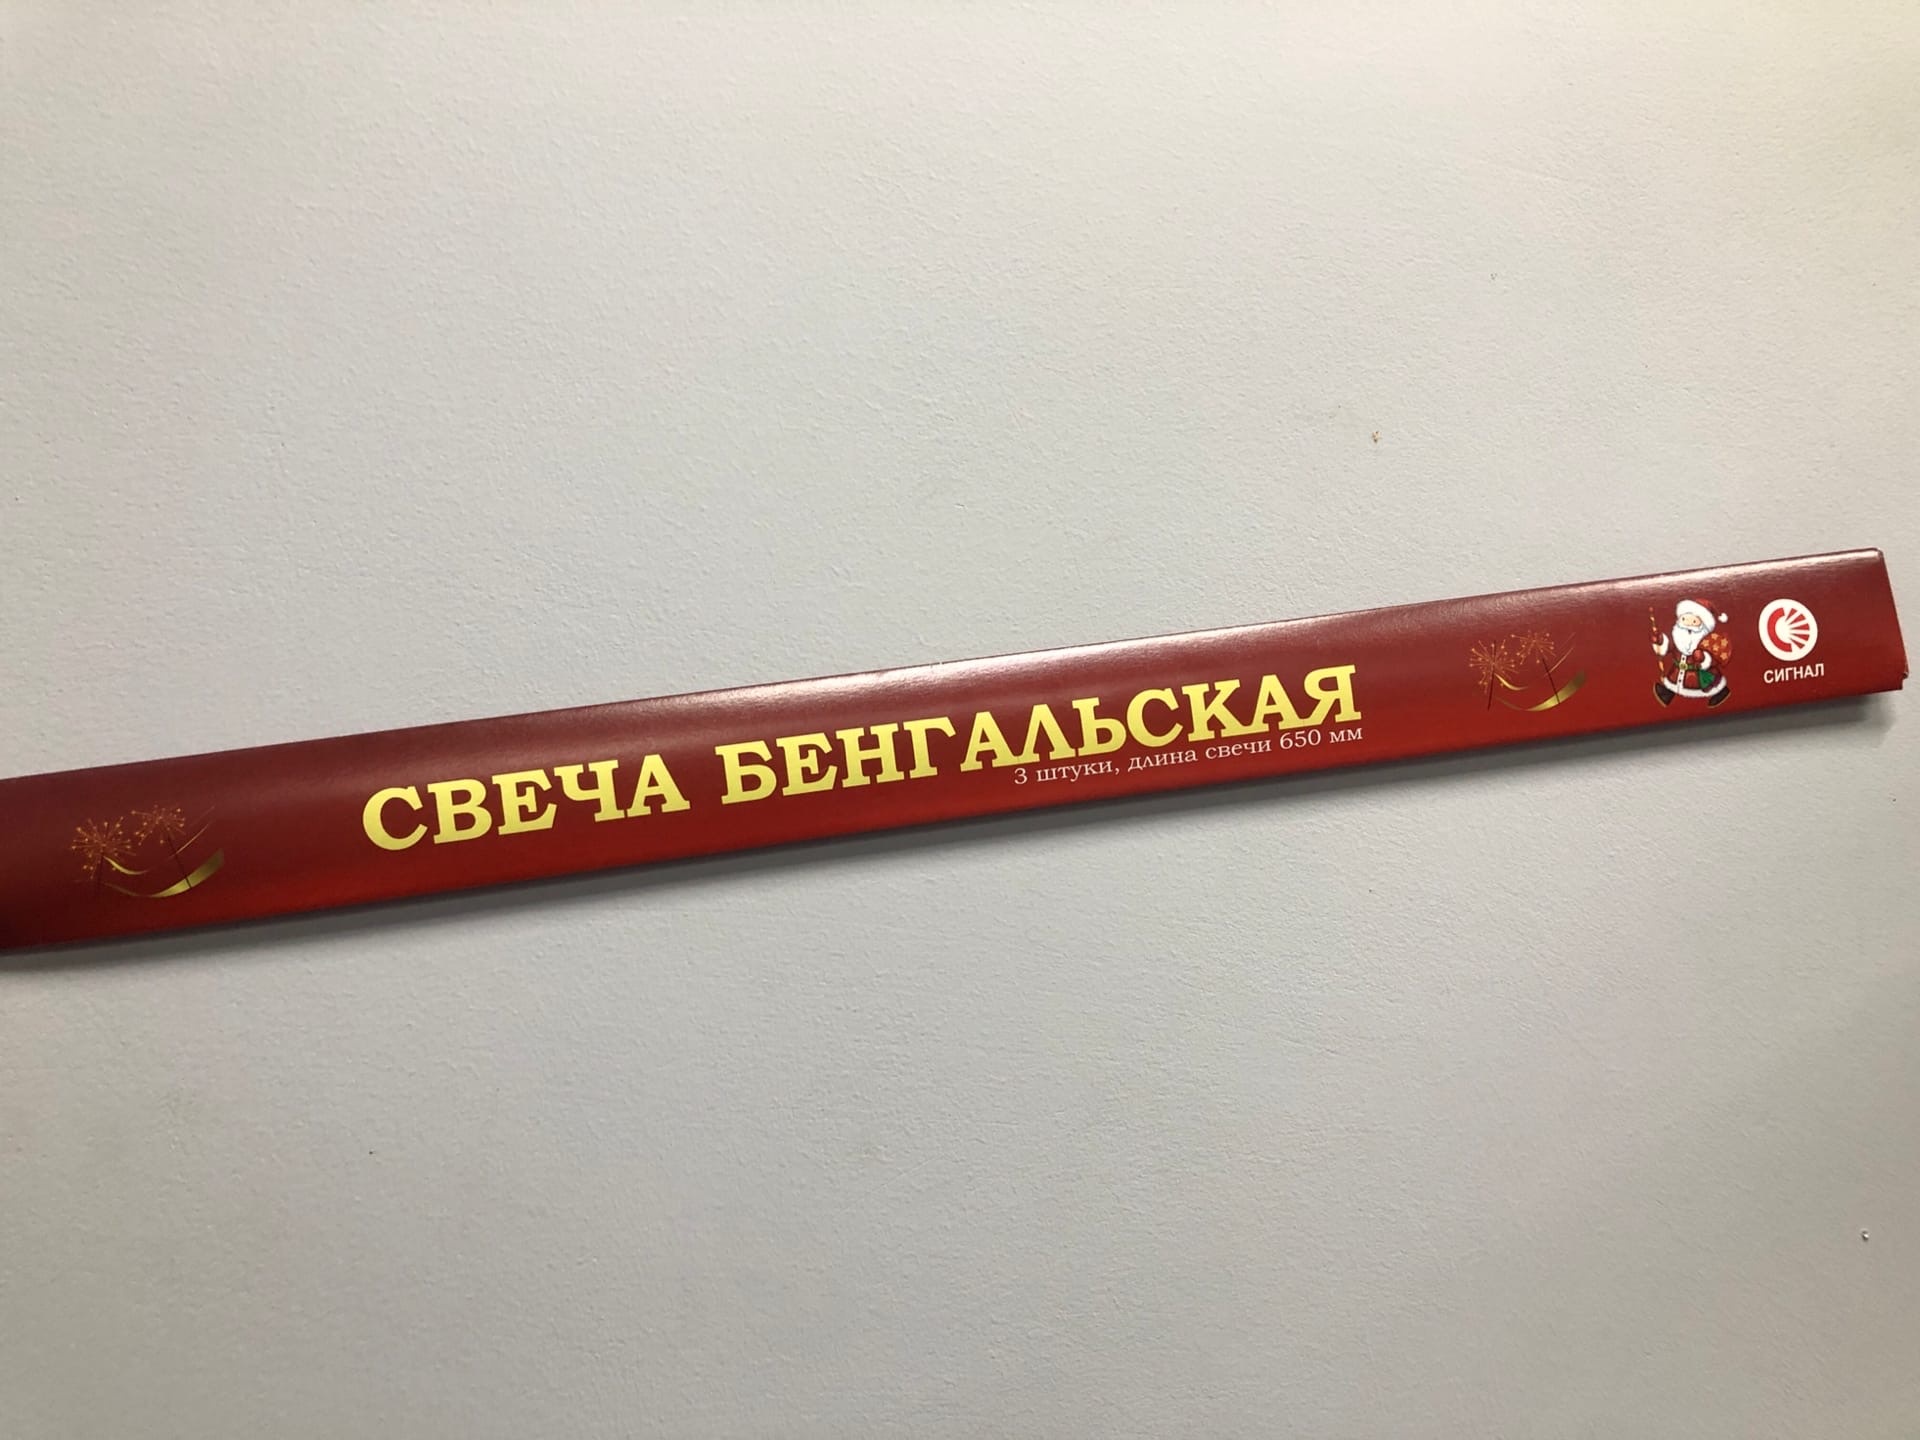 СВЕЧА БЕНГАЛЬСКАЯ
3 штуки, длина свечи 650 мм
СИГНАЛ